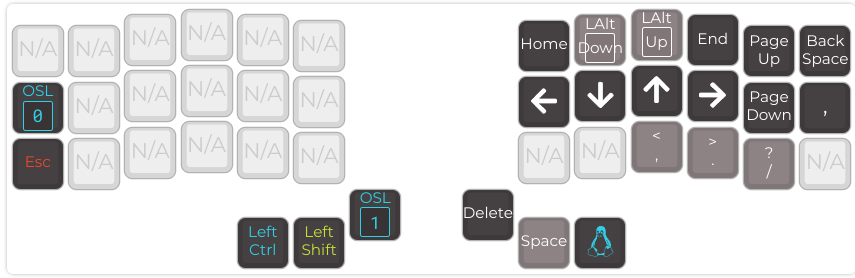 N/A N/A N/A N/A N/A Home LAlt Down LAlt Up End Page Up Back Space
OSL 0 N/A N/A N/A N/A N/A Page Down ,
Esc N/A N/A N/A N/A N/A N/A N/A < , > . ? / N/A
OSL 1 Delete
Left Ctrl Left Shift Space